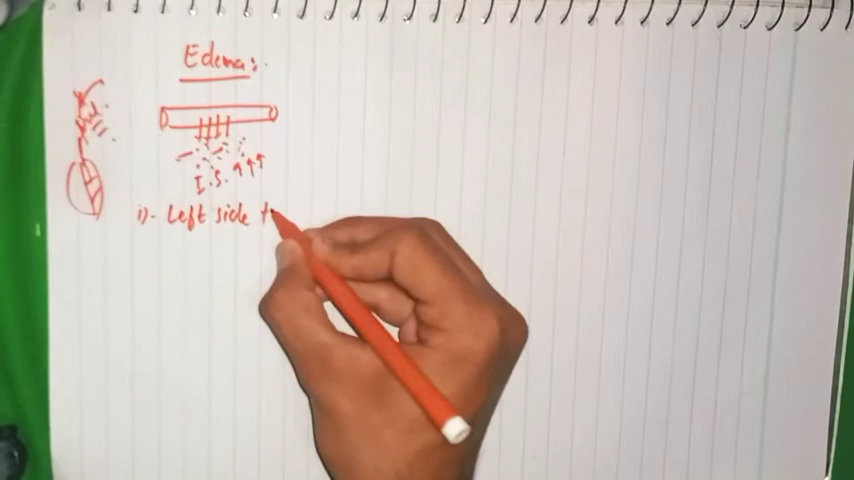 Edema:.
I.S. ↑↑↑
i). Left side